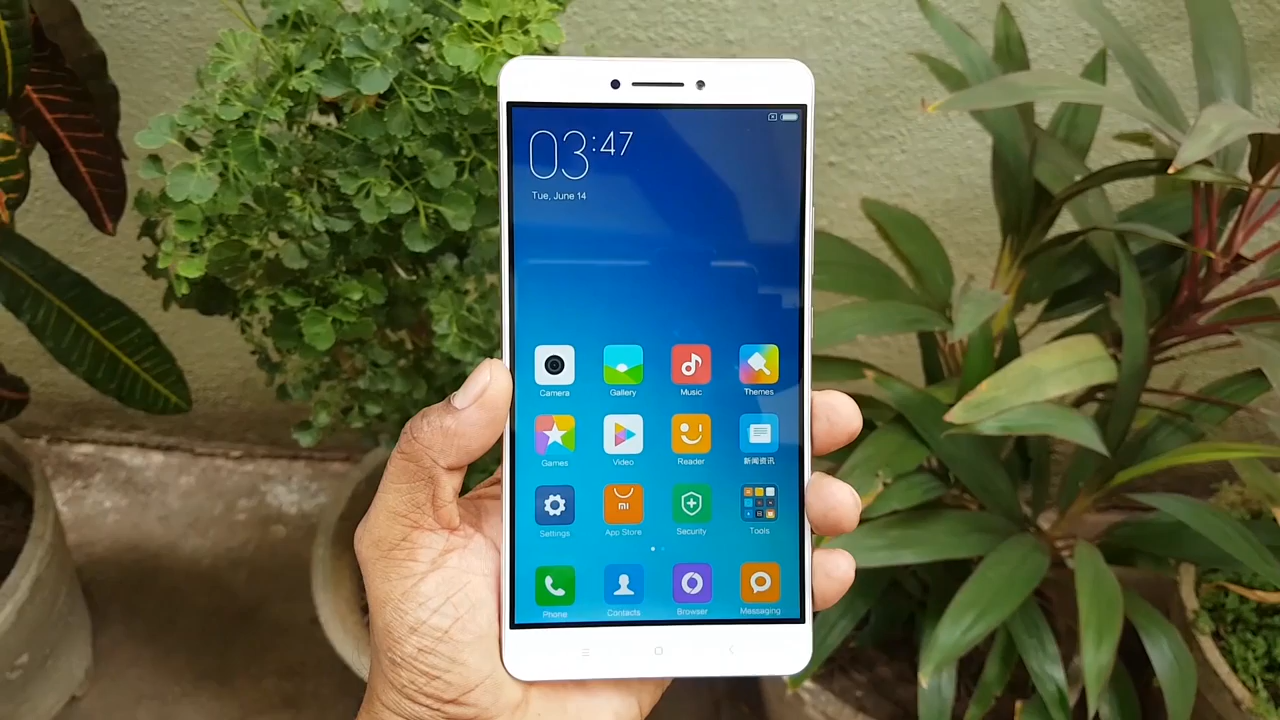 03:47
Tue, June 14
Camera Gallery Music Themes
Games Video Reader 新闻资讯
mi
Settings App Store Security Tools
Phone Contacts Browser Messaging